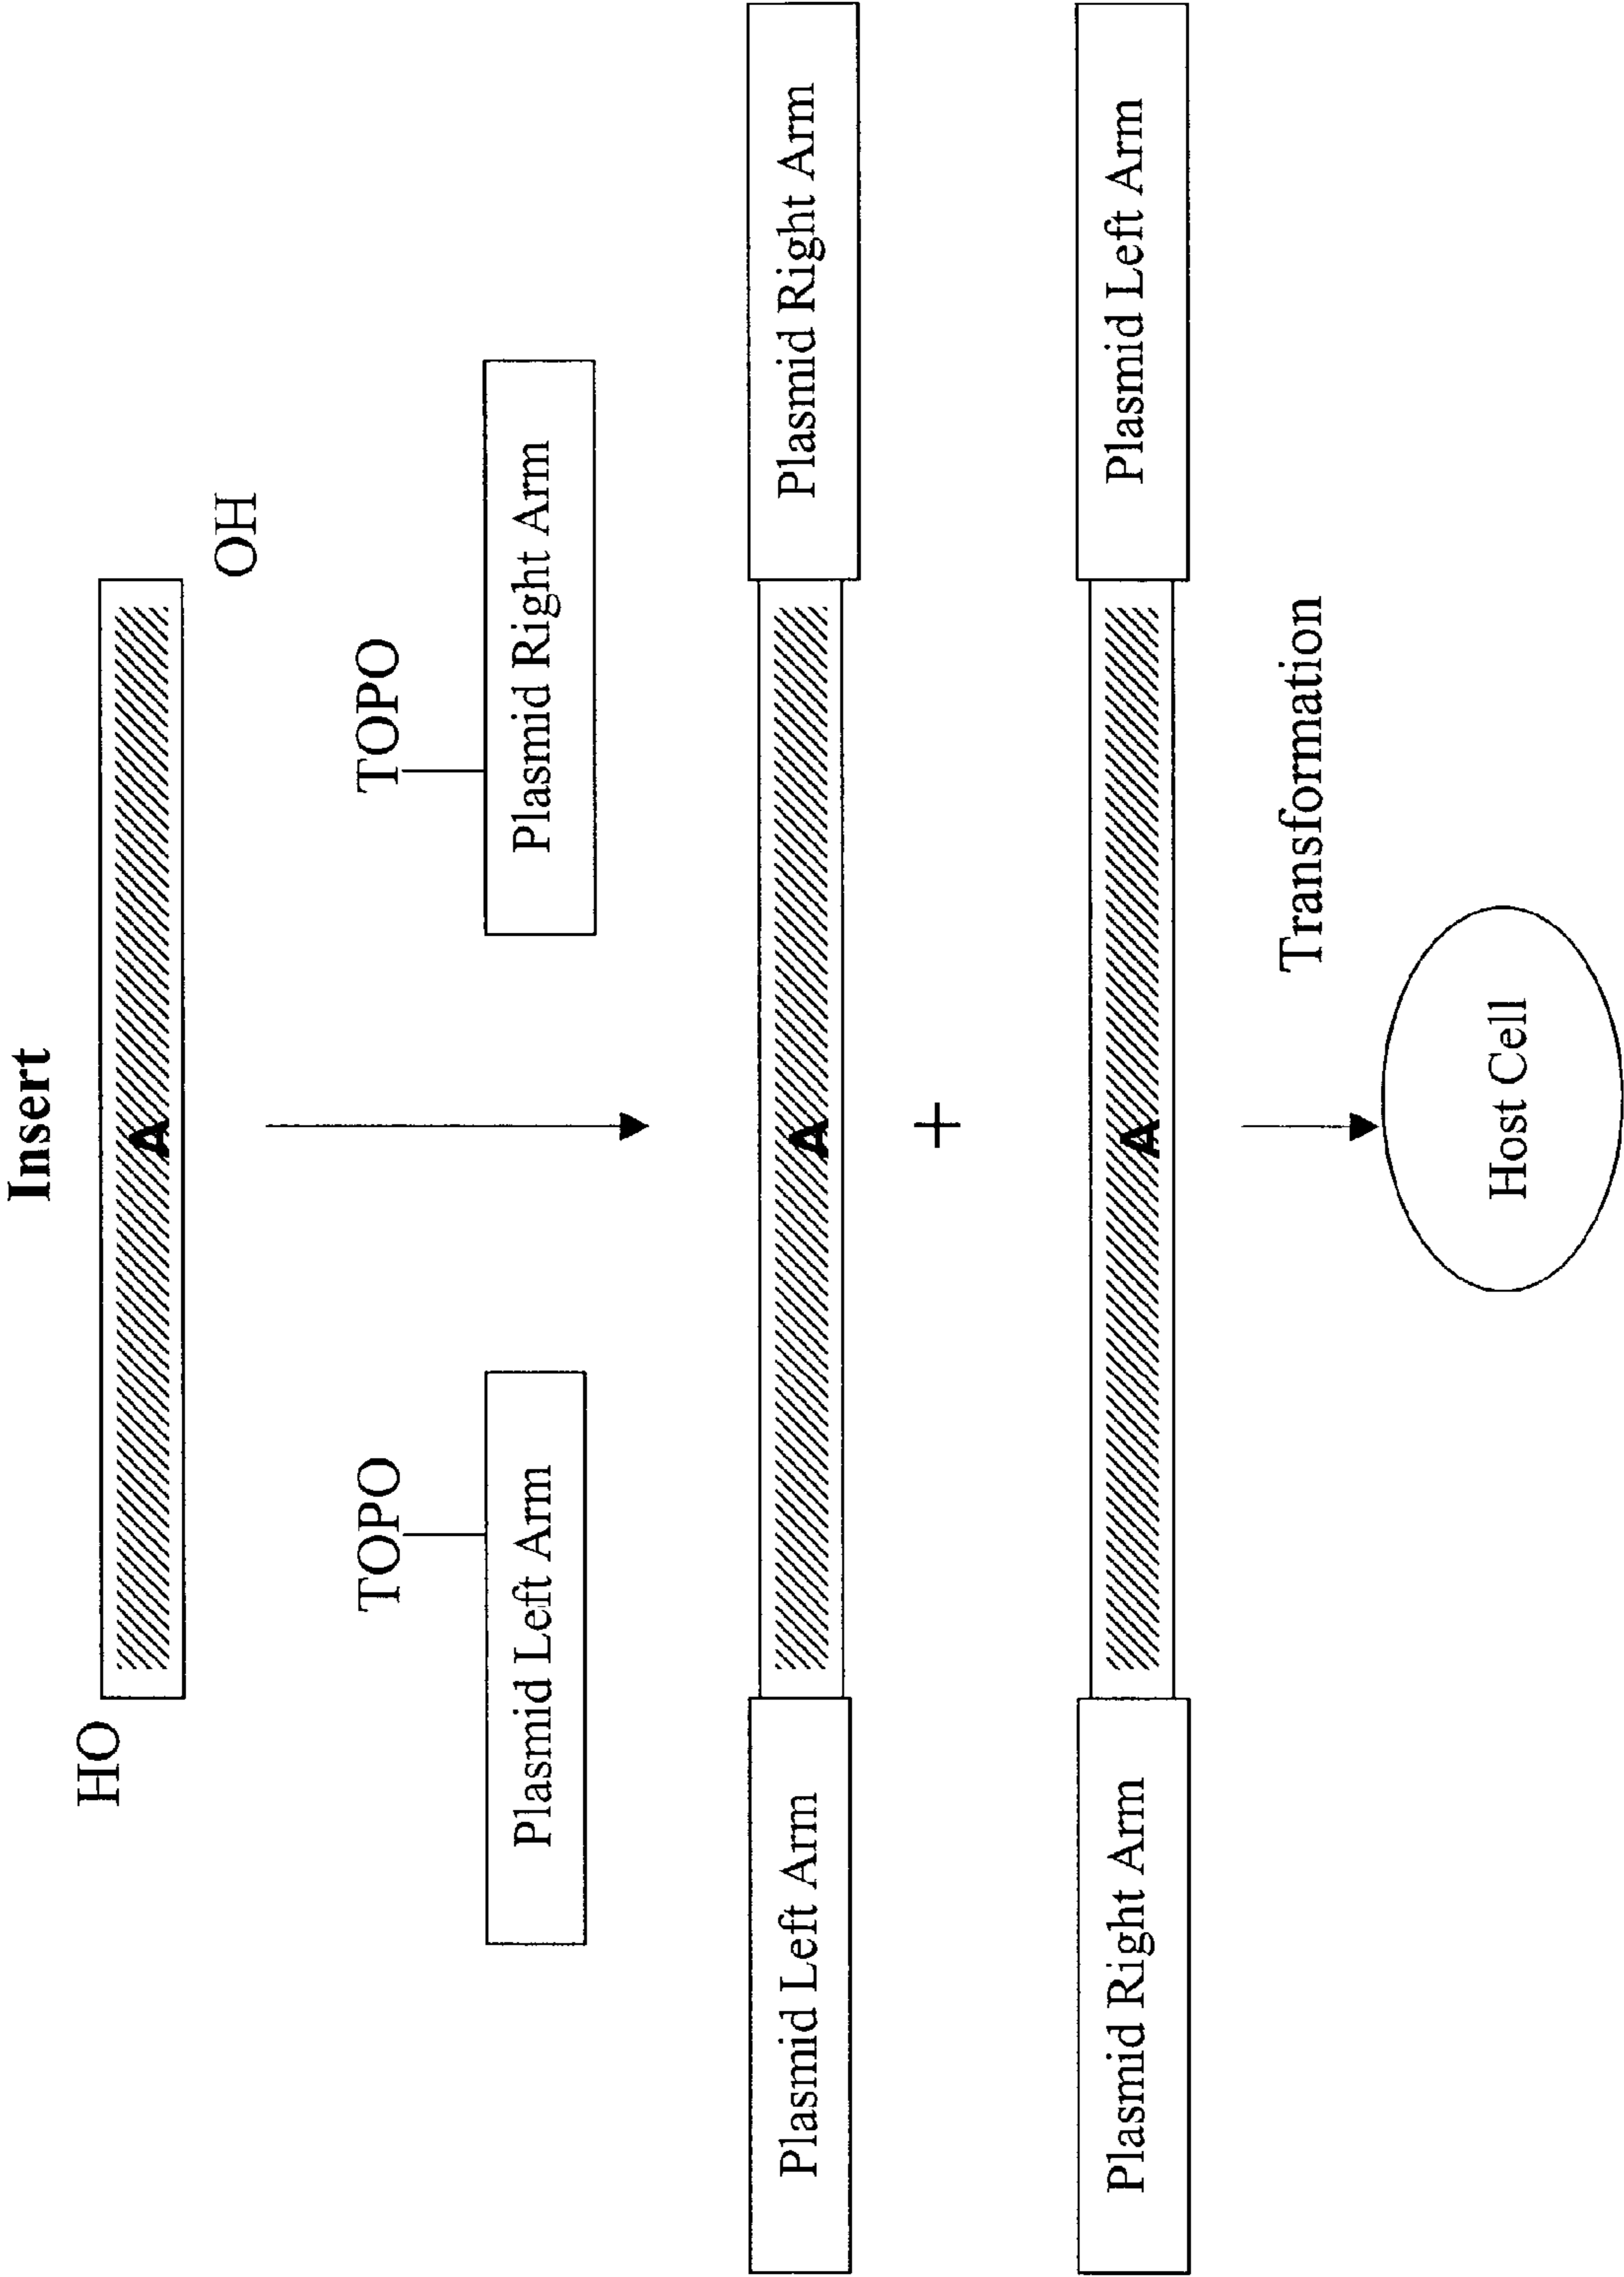 Insert
HO
A
OH
TOPO
TOPO
Plasmid Left Arm
Plasmid Right Arm
Plasmid Left Arm
A
Plasmid Right Arm
+
Plasmid Right Arm
A
Plasmid Left Arm
Transformation
Host Cell